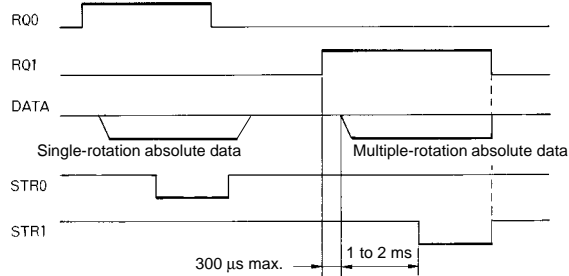 RQ0
RQ1
DATA
Single-rotation absolute data
Multiple-rotation absolute data
STR0
STR1
1 to 2 ms
300 μs max.